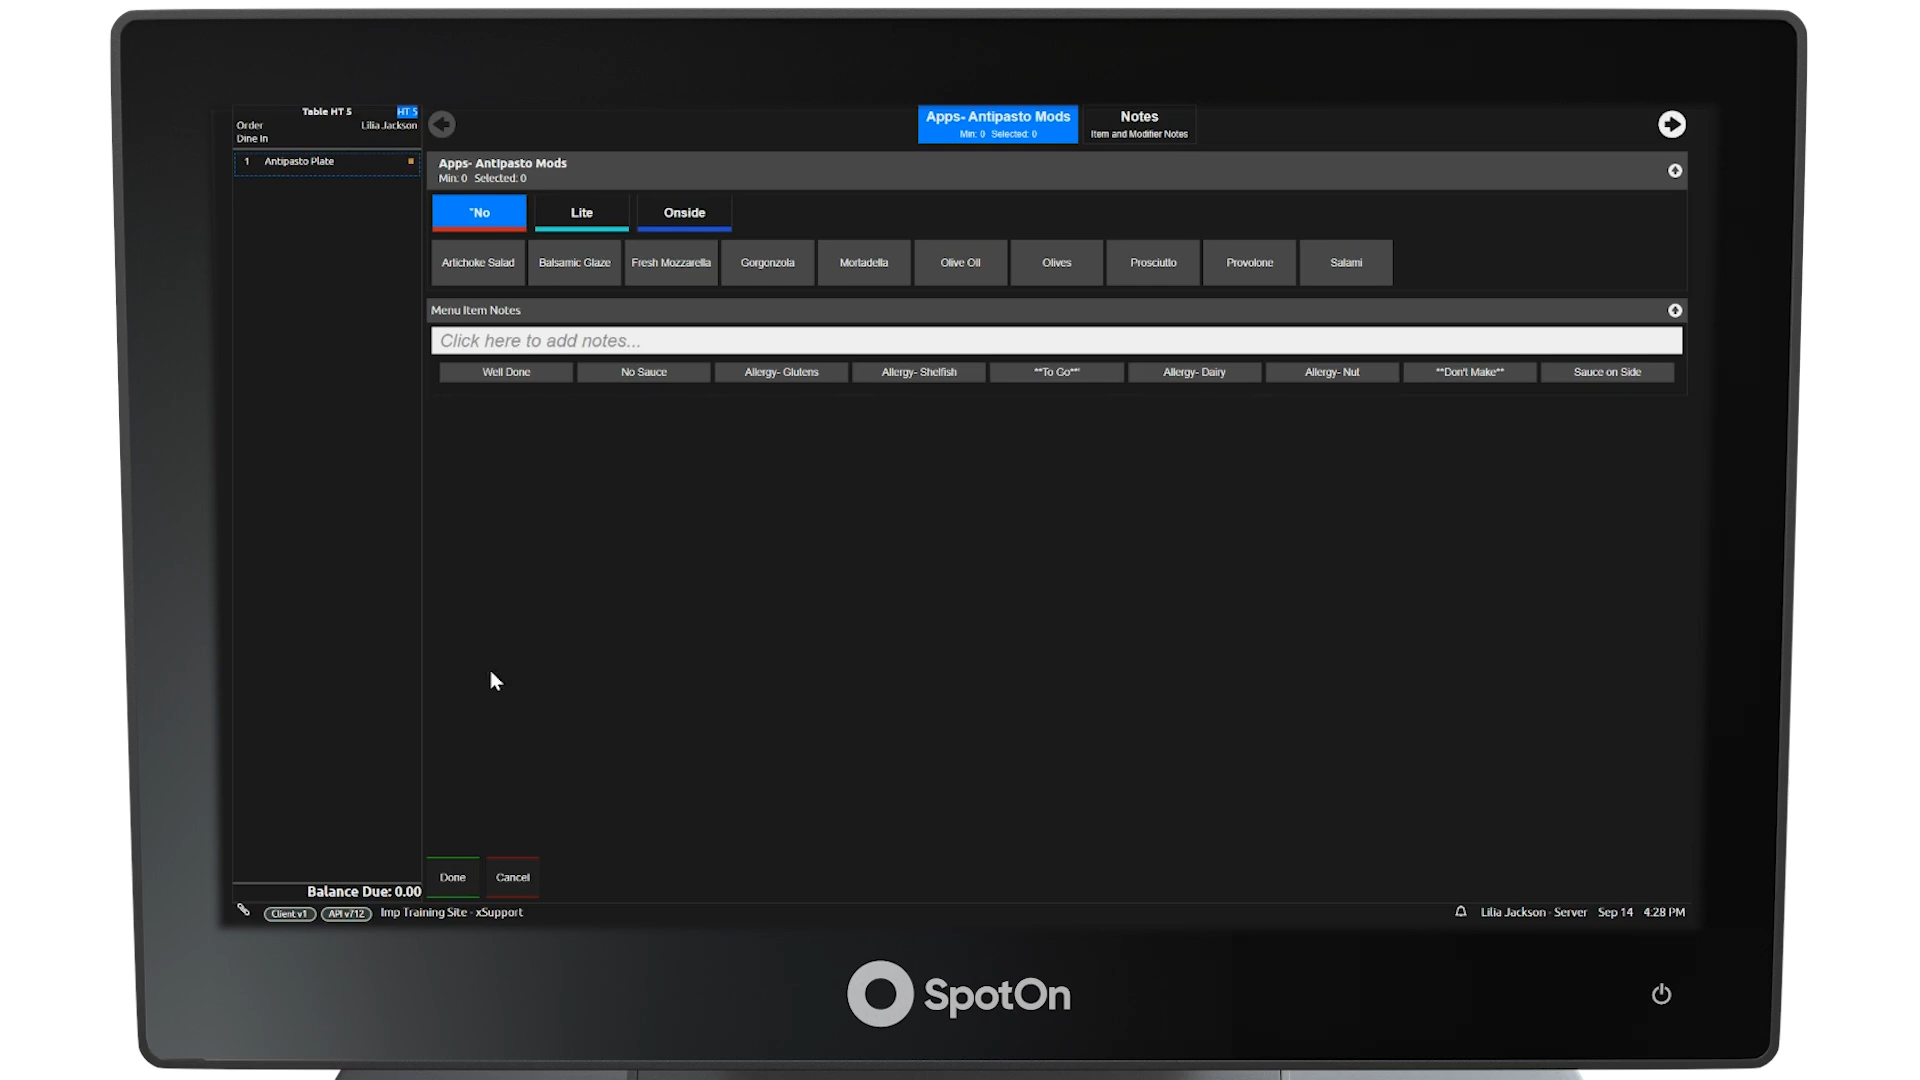 Table HT 5 HT 5
Order Lilia Jackson
Dine In
1 Antipasto Plate
Balance Due: 0.00
Apps- Antipasto Mods
Min: 0 Selected: 0
Notes
Item and Modifier Notes
Apps- Antipasto Mods
Min: 0 Selected: 0
*No Lite Onside
Artichoke Salad Balsamic Glaze Fresh Mozzarella Gorgonzola Mortadella Olive Oil Olives Prosciutto Provolone Salami
Menu Item Notes
Click here to add notes...
Well Done No Sauce Allergy- Glutens Allergy- Shelfish **To Go** Allergy- Dairy Allergy- Nut **Don't Make** Sauce on Side
Done Cancel
Client v1 API v712 Imp Training Site - xSupport Lilia Jackson - Server Sep 14 4:28 PM
SpotOn